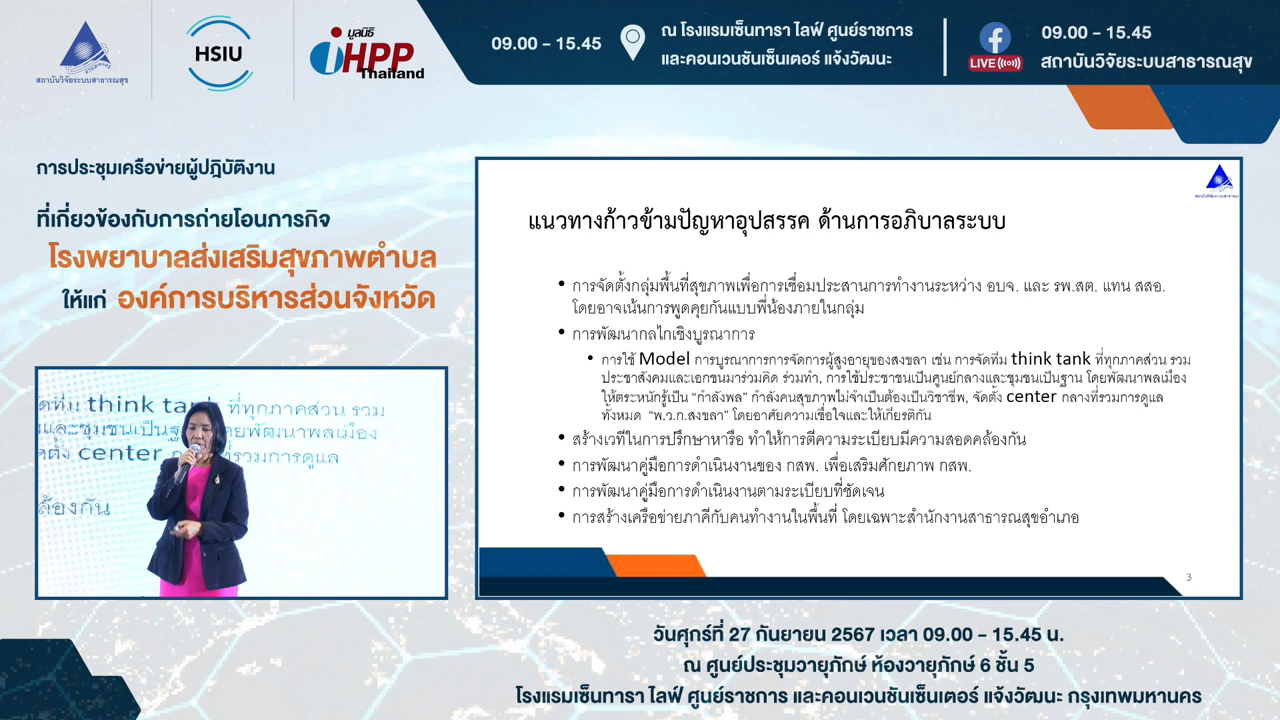 สถาบันวิจัยระบบสาธารณสุข
HSIU
มูลนิธิ
iHPP
Thailand
09.00 - 15.45
ณ โรงแรมเซ็นทารา ไลฟ์ ศูนย์ราชการ
และคอนเวนชันเซ็นเตอร์ แจ้งวัฒนะ
LIVE
09.00 - 15.45
สถาบันวิจัยระบบสาธารณสุข
การประชุมเครือข่ายผู้ปฏิบัติงาน
ที่เกี่ยวข้องกับการถ่ายโอนภารกิจ
โรงพยาบาลส่งเสริมสุขภาพตำบล
ให้แก่ องค์การบริหารส่วนจังหวัด
แนวทางก้าวข้ามปัญหาอุปสรรค ด้านการอภิบาลระบบ
• การจัดตั้งกลุ่มพื้นที่สุขภาพเพื่อการเชื่อมประสานการทำงานระหว่าง อบจ. และ รพ.สต. แทน สสอ.
โดยอาจเน้นการพูดคุยกันแบบพี่น้องภายในกลุ่ม
• การพัฒนากลไกเชิงบูรณาการ
• การใช้ Model การบูรณาการการจัดการผู้สูงอายุของสงขลา เช่น การจัดทีม think tank ที่ทุกภาคส่วน รวม
ประชาสังคมและเอกชนมาร่วมคิด ร่วมทำ, การใช้ประชาชนเป็นศูนย์กลางและชุมชนเป็นฐาน โดยพัฒนาพลเมือง
ให้ตระหนักรู้เป็น “กำลังพล” กำลังคนสุขภาพไม่จำเป็นต้องเป็นวิชาชีพ, จัดตั้ง center กลางที่รวมการดูแล
ทั้งหมด “พ.ว.ก.สงขลา” โดยอาศัยความเชื่อใจและให้เกียรติกัน
• สร้างเวทีในการปรึกษาหารือ ทำให้การตีความระเบียบมีความสอดคล้องกัน
• การพัฒนาคู่มือการดำเนินงานของ กสพ. เพื่อเสริมศักยภาพ กสพ.
• การพัฒนาคู่มือการดำเนินงานตามระเบียบที่ชัดเจน
• การสร้างเครือข่ายภาคีกับคนทำงานในพื้นที่ โดยเฉพาะสำนักงานสาธารณสุขอำเภอ
3
ดทีม think tank ที่ทุกภาคส่วน รวม
และชุมชนเป็นฐ ดยพัฒนาพลเมือง
ดตั้ง center ที่รวมการดูแล
ล้องกัน
วันศุกร์ที่ 27 กันยายน 2567 เวลา 09.00 - 15.45 น.
ณ ศูนย์ประชุมวายุภักษ์ ห้องวายุภักษ์ 6 ชั้น 5
โรงแรมเซ็นทารา ไลฟ์ ศูนย์ราชการ และคอนเวนชันเซ็นเตอร์ แจ้งวัฒนะ กรุงเทพมหานคร